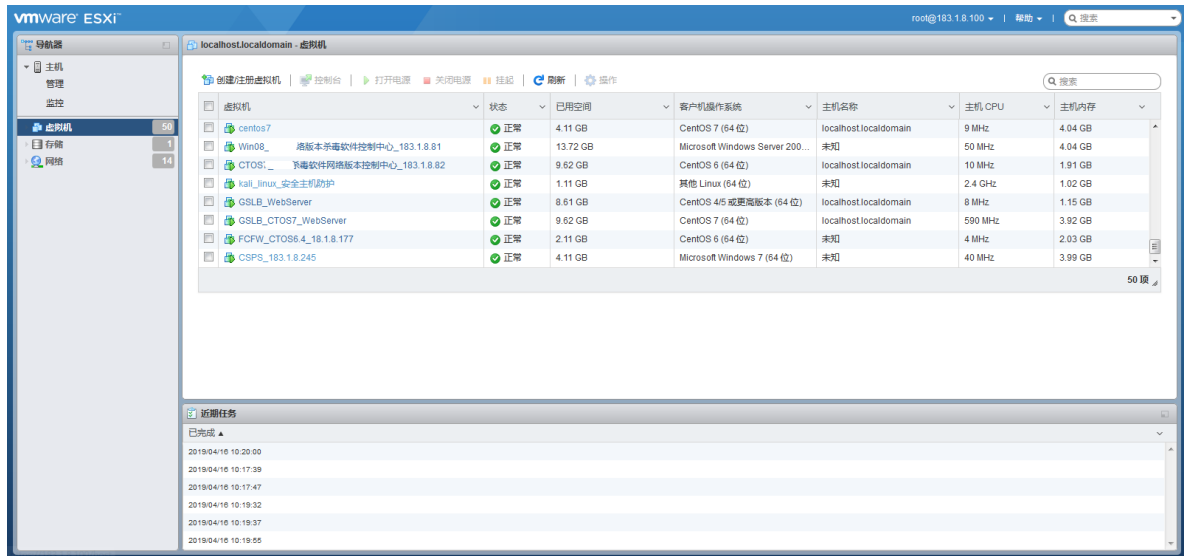 vmware ESXi™
root@183.1.8.100 | 帮助 | 搜索
导航器
主机
管理
监控
虚拟机 50
存储 1
网络 14
localhost.localdomain - 虚拟机
创建/注册虚拟机 | 控制台 | 打开电源 关闭电源 挂起 | 刷新 | 操作
搜索
虚拟机 状态 已用空间 客户机操作系统 主机名称 主机 CPU 主机内存
centos7 正常 4.11 GB CentOS 7 (64 位) localhost.localdomain 9 MHz 4.04 GB
Win08_ 络版本杀毒软件控制中心_183.1.8.81 正常 13.72 GB Microsoft Windows Server 200... 未知 50 MHz 4.04 GB
CTOS _ 杀毒软件网络版本控制中心_183.1.8.82 正常 9.62 GB CentOS 6 (64 位) localhost.localdomain 10 MHz 1.91 GB
kali_linux_安全主机防护 正常 1.11 GB 其他 Linux (64 位) 未知 2.4 GHz 1.02 GB
GSLB_WebServer 正常 8.61 GB CentOS 4/5 或更高版本 (64 位) localhost.localdomain 8 MHz 1.15 GB
GSLB_CTOS7_WebServer 正常 9.62 GB CentOS 7 (64 位) localhost.localdomain 590 MHz 3.92 GB
FCFW_CTOS6.4_18.1.8.177 正常 2.11 GB CentOS 6 (64 位) 未知 4 MHz 2.03 GB
CSPS_183.1.8.245 正常 4.11 GB Microsoft Windows 7 (64 位) 未知 40 MHz 3.99 GB
50 项
近期任务
已完成 ▲
2019/04/16 10:20:00
2019/04/16 10:17:39
2019/04/16 10:17:47
2019/04/16 10:19:32
2019/04/16 10:19:37
2019/04/16 10:19:55